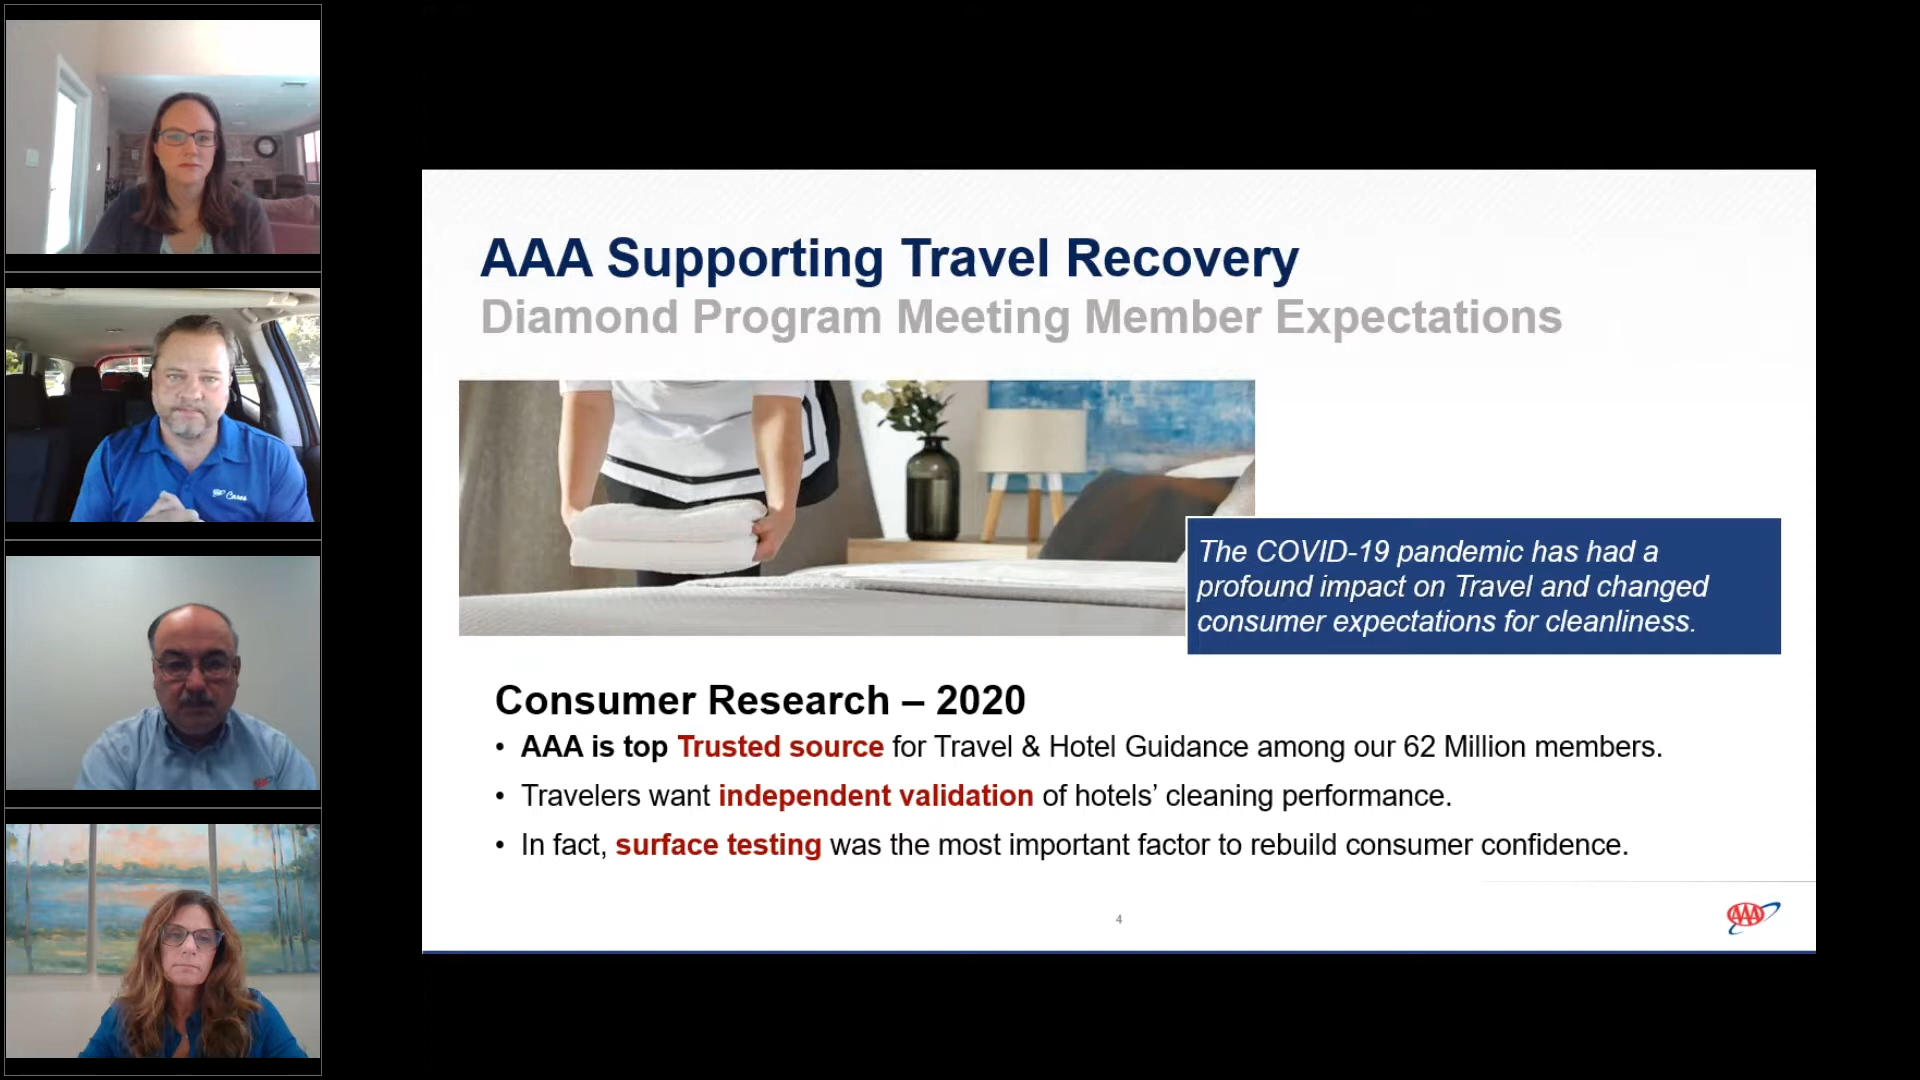 AAA Supporting Travel Recovery
Diamond Program Meeting Member Expectations
The COVID-19 pandemic has had a
profound impact on Travel and changed
consumer expectations for cleanliness.
Consumer Research – 2020
• AAA is top Trusted source for Travel & Hotel Guidance among our 62 Million members.
• Travelers want independent validation of hotels’ cleaning performance.
• In fact, surface testing was the most important factor to rebuild consumer confidence.
4
AAA
Cares